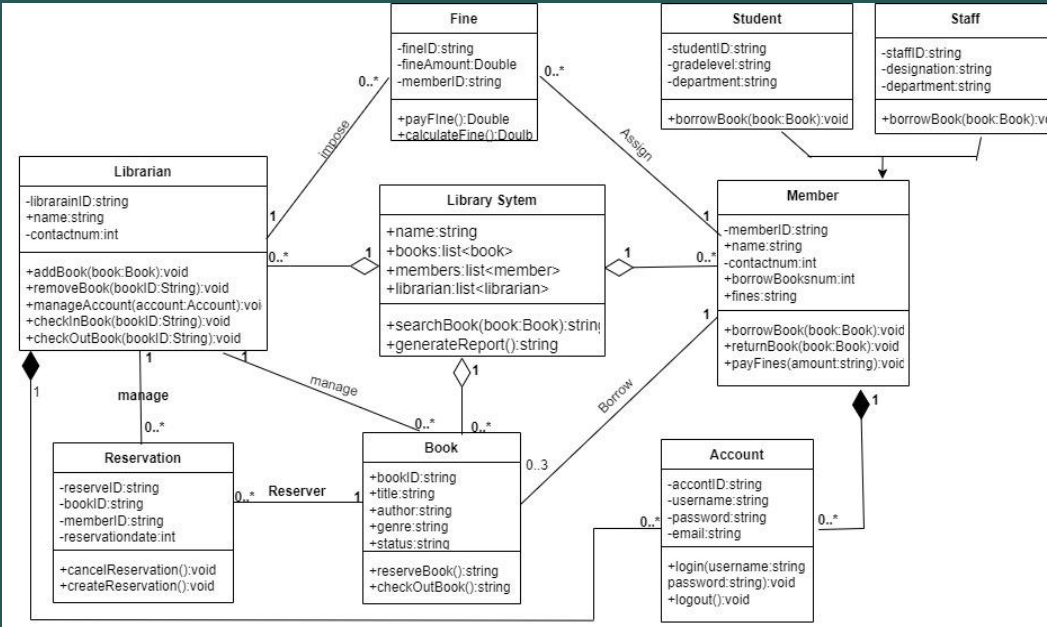 Fine
-fineID:string
-fineAmount:Double
-memberID:string
+payFIne():Double
+calculateFine():Doulb
Student
-studentID:string
-gradelevel:string
-department:string
+borrowBook(book:Book):void
Staff
-staffID:string
-designation:string
-department:string
+borrowBook(book:Book):vo
0..*
0..*
impose
Assign
1
1
Librarian
-librarainID:string
+name:string
-contactnum:int
+addBook(book:Book):void
+removeBook(bookID:String):void
+manageAccount(account:Account):voi
+checkInBook(bookID:String):void
+checkOutBook(bookID:String):void
Library Sytem
+name:string
+books:list<book>
+members:list<member>
+librarian:list<librarian>
+searchBook(book:Book):string
+generateReport():string
Member
-memberID:string
+name:string
-contactnum:int
+borrowBooksnum:int
+fines:string
+borrowBook(book:Book):void
+returnBook(book:Book):void
+payFines(amount:string):void
0..*
1
1
0..*
1
1
1
manage
0..*
manage
0..*
1
0..*
1
Borrow
0..3
1
Reservation
-reserveID:string
-bookID:string
-memberID:string
-reservationdate:int
+cancelReservation():void
+createReservation():void
0..*
Reserver
1
Book
+bookID:string
+title:string
+author:string
+genre:string
+status:string
+reserveBook():string
+checkOutBook():string
Account
-accontID:string
-username:string
-password:string
-email:string
+login(username:string
password:string):void
+logout():void
0..*
0..*